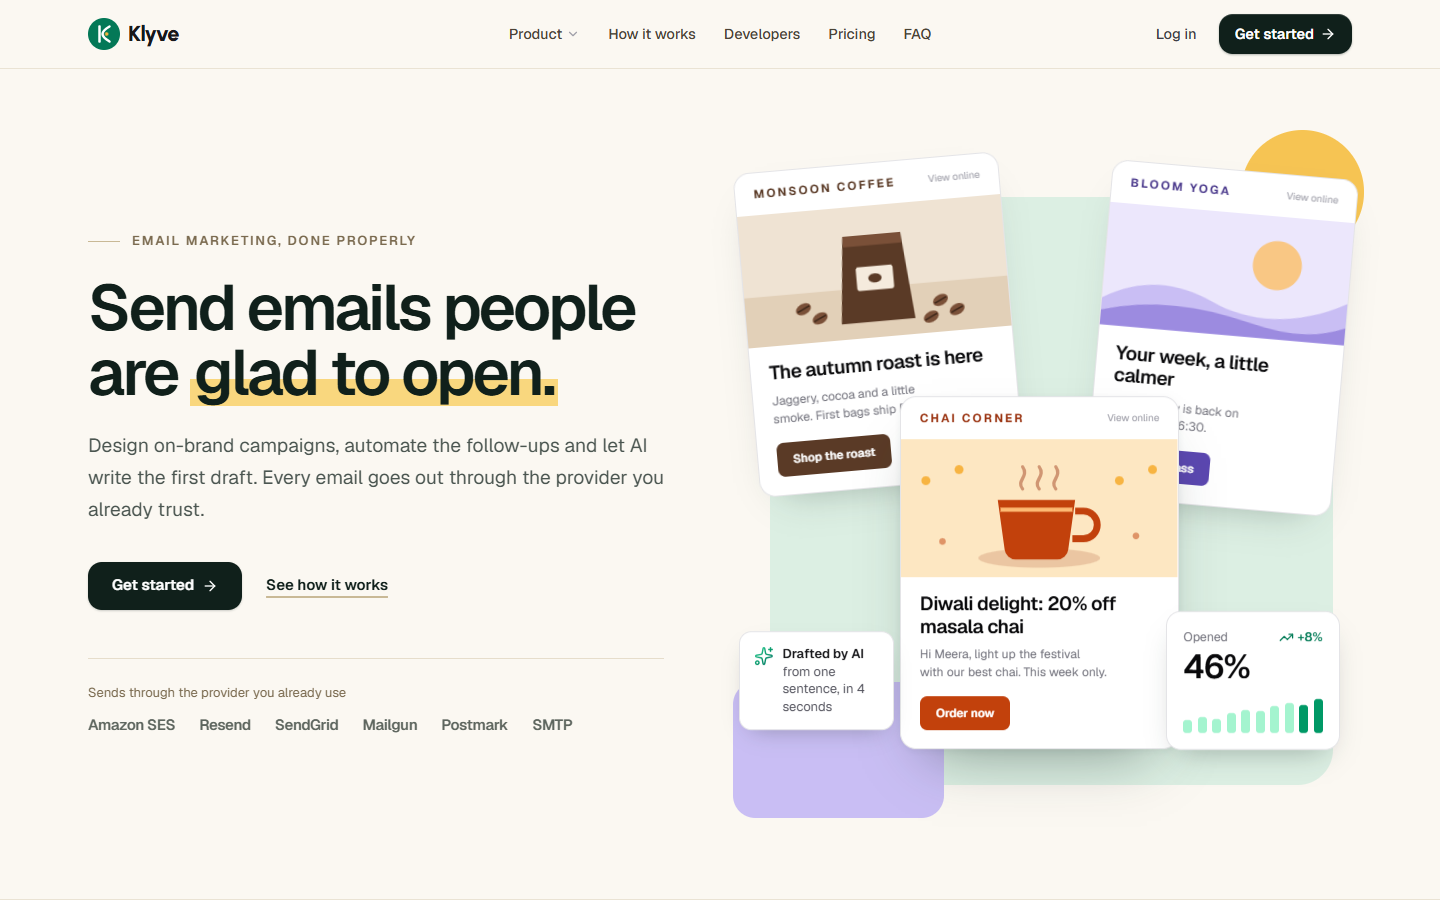 Klyve
Product
How it works
Developers
Pricing
FAQ
Log in
Get started
EMAIL MARKETING, DONE PROPERLY
Send emails people
are glad to open.
Design on-brand campaigns, automate the follow-ups and let AI
write the first draft. Every email goes out through the provider you
already trust.
Get started
See how it works
Sends through the provider you already use
Amazon SES Resend SendGrid Mailgun Postmark SMTP
MONSOON COFFEE
View online
The autumn roast is here
Jaggery, cocoa and a little
smoke. First bags ship
Shop the roast
BLOOM YOGA
View online
Your week, a little
calmer
is back on
6:30.
CHAI CORNER
View online
Diwali delight: 20% off
masala chai
Hi Meera, light up the festival
with our best chai. This week only.
Order now
Drafted by AI
from one
sentence, in 4
seconds
Opened
+8%
46%